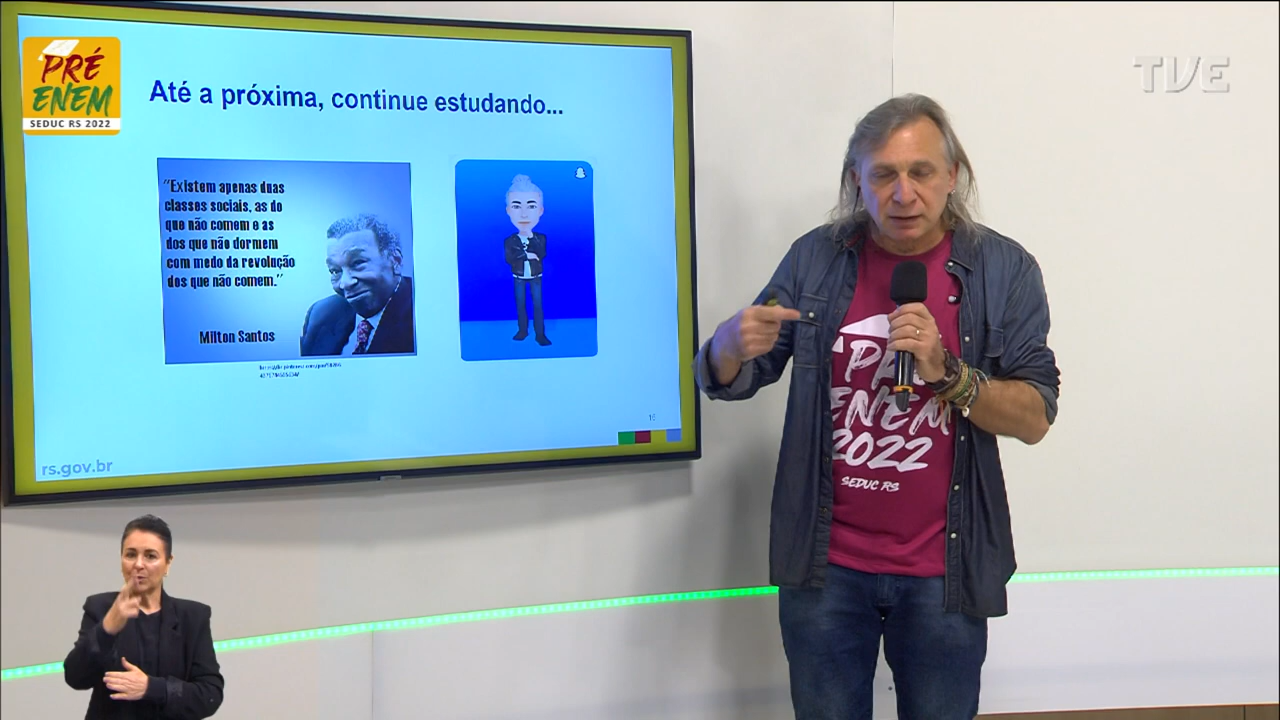 PRÉ
ENEM
SEDUC RS 2022
Até a próxima, continue estudando...
TVE
"Existem apenas duas
classes sociais, as do
que não comem e as
dos que não dormem
com medo da revolução
dos que não comem."
Milton Santos
rs.gov.br
ENEM
2022
SEDUC RS